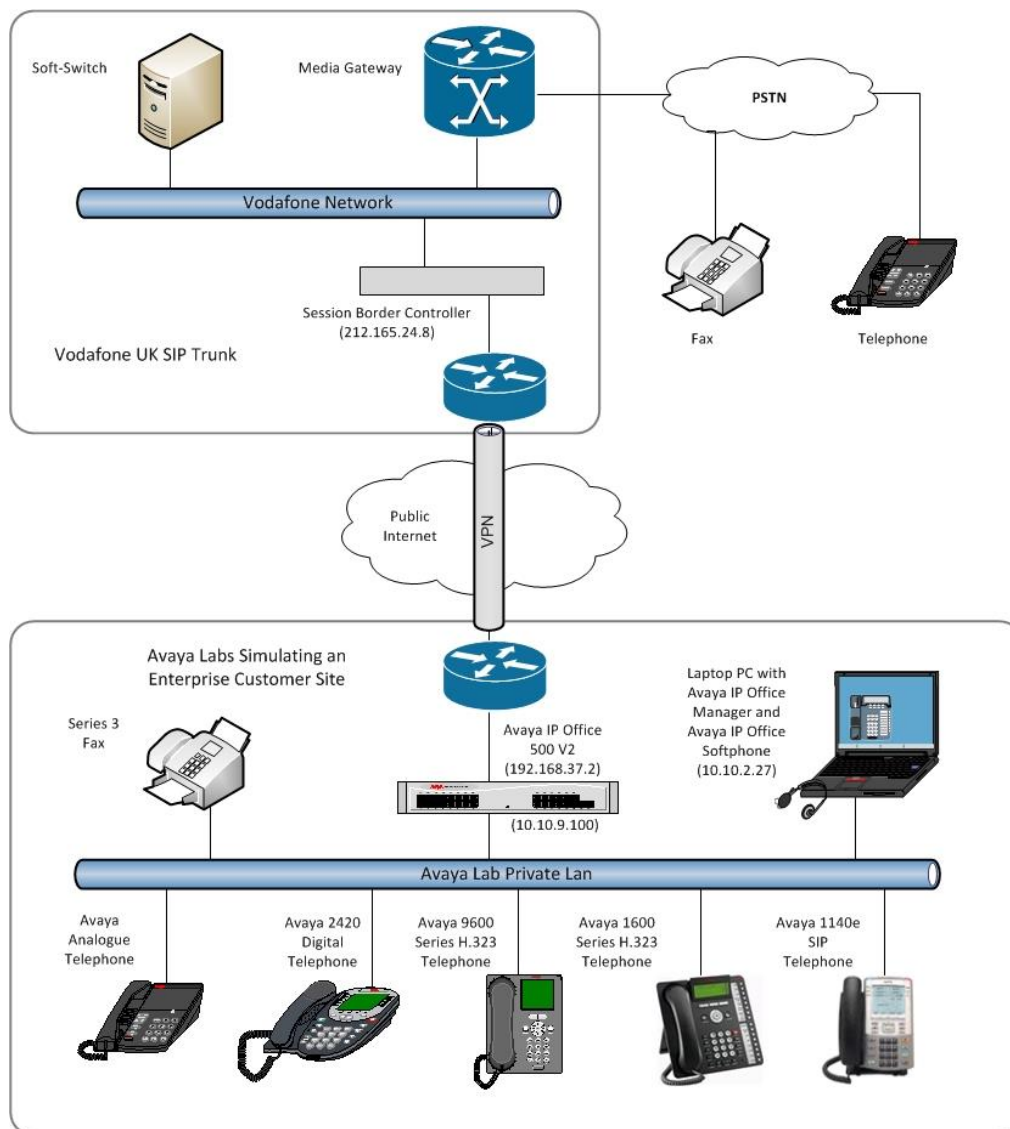 Soft-Switch
Media Gateway
PSTN
Vodafone Network
Session Border Controller
(212.165.24.8)
Fax
Telephone
Vodafone UK SIP Trunk
Public
Internet
VPN
Avaya Labs Simulating an
Enterprise Customer Site
Series 3
Fax
Avaya IP Office
500 V2
(192.168.37.2)
(10.10.9.100)
Laptop PC with
Avaya IP Office
Manager and
Avaya IP Office
Softphone
(10.10.2.27)
Avaya Lab Private Lan
Avaya
Analogue
Telephone
Avaya 2420
Digital
Telephone
Avaya 9600
Series H.323
Telephone
Avaya 1600
Series H.323
Telephone
Avaya 1140e
SIP
Telephone